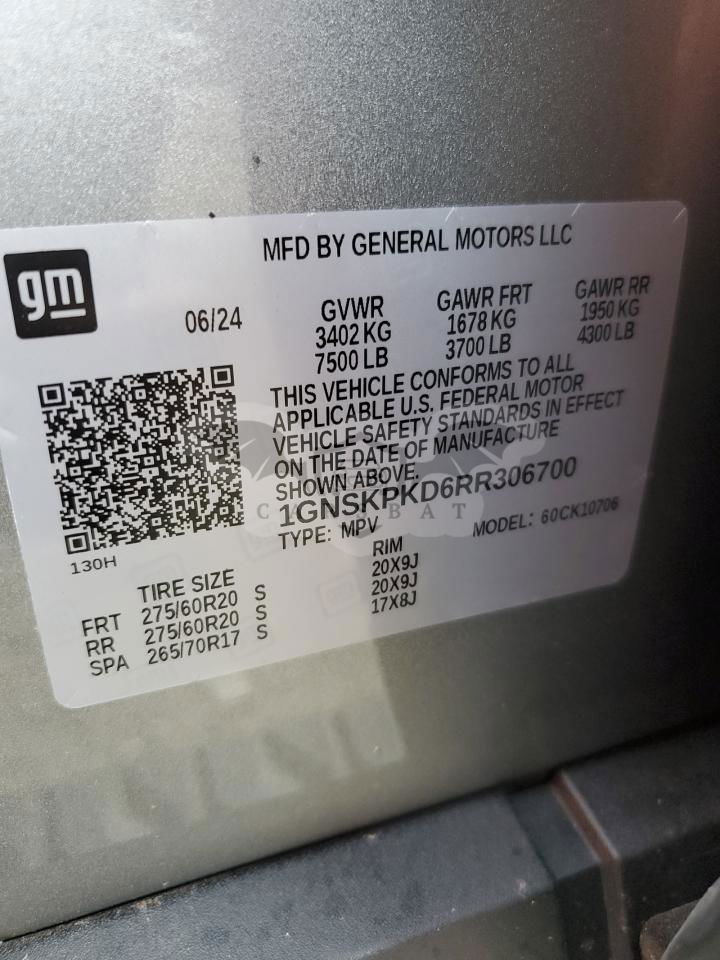 gm
MFD BY GENERAL MOTORS LLC
06/24
GVWR
3402 KG
7500 LB
GAWR FRT
1678 KG
3700 LB
GAWR RR
1950 KG
4300 LB
THIS VEHICLE CONFORMS TO ALL
APPLICABLE U.S. FEDERAL MOTOR
VEHICLE SAFETY STANDARDS IN EFFECT
ON THE DATE OF MANUFACTURE
SHOWN ABOVE.
1GNSKPKD6RR306700
TYPE: MPV MODEL: 60CK10706
130H
TIRE SIZE RIM
FRT 275/60R20 S 20X9J
RR 275/60R20 S 20X9J
SPA 265/70R17 S 17X8J